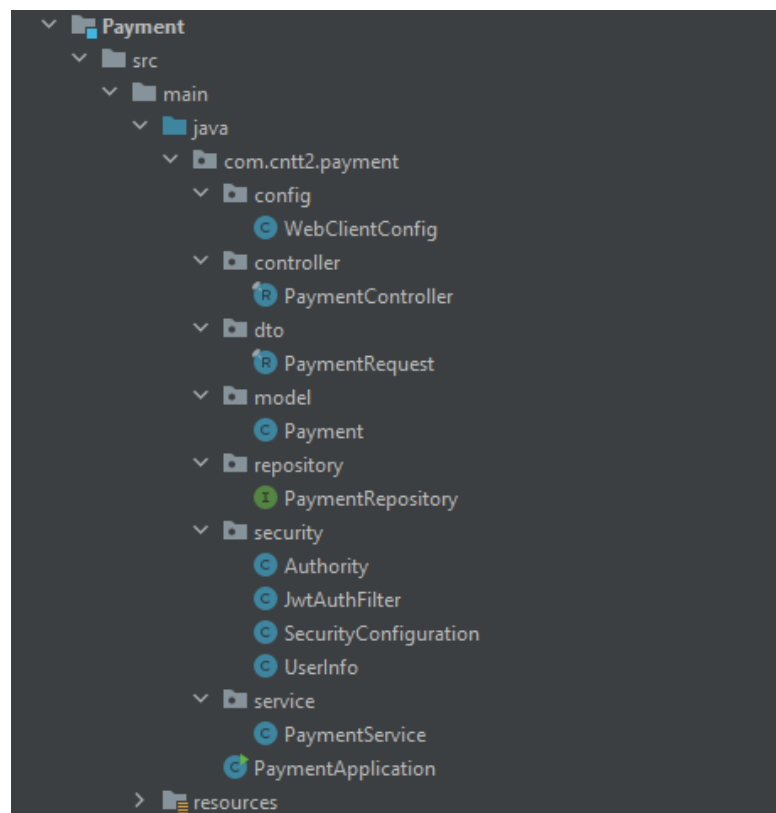 Payment
src
main
java
com.cntt2.payment
config
C WebClientConfig
controller
R PaymentController
dto
R PaymentRequest
model
C Payment
repository
I PaymentRepository
security
C Authority
C JwtAuthFilter
C SecurityConfiguration
C UserInfo
service
C PaymentService
C PaymentApplication
resources